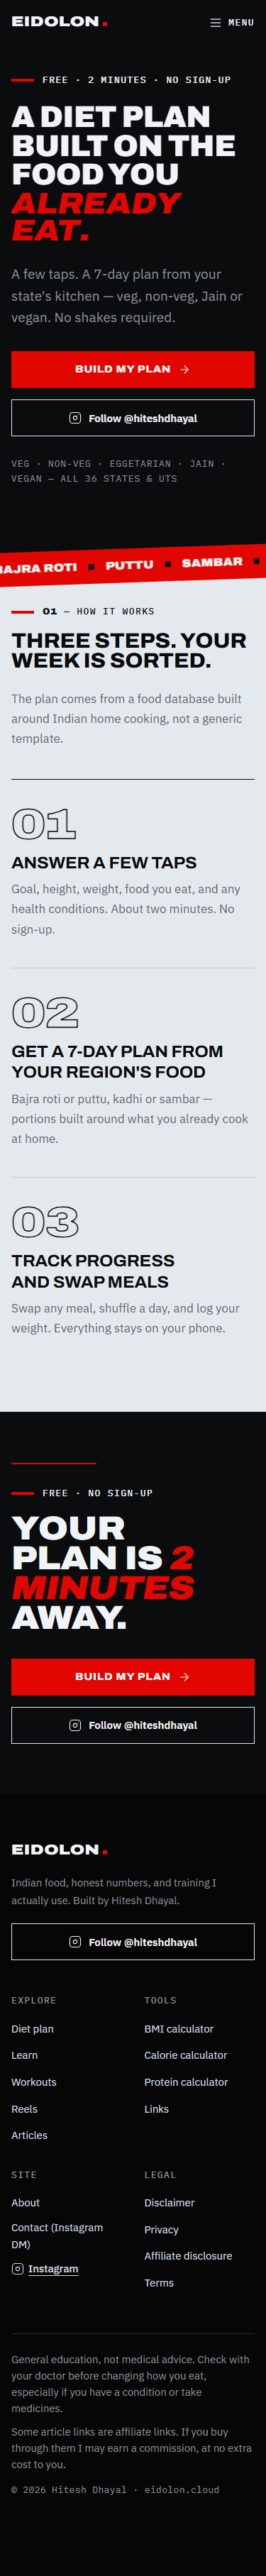 EIDOLON.
MENU
FREE · 2 MINUTES · NO SIGN-UP
A DIET PLAN
BUILT ON THE
FOOD YOU
ALREADY
EAT.
A few taps. A 7-day plan from your
state's kitchen — veg, non-veg, Jain or
vegan. No shakes required.
BUILD MY PLAN →
Follow @hiteshdhayal
VEG · NON-VEG · EGGETARIAN · JAIN ·
VEGAN — ALL 36 STATES & UTS
BAJRA ROTI ■ PUTTU ■ SAMBAR ■
01 — HOW IT WORKS
THREE STEPS. YOUR
WEEK IS SORTED.
The plan comes from a food database built
around Indian home cooking, not a generic
template.
01
ANSWER A FEW TAPS
Goal, height, weight, food you eat, and any
health conditions. About two minutes. No
sign-up.
02
GET A 7-DAY PLAN FROM
YOUR REGION'S FOOD
Bajra roti or puttu, kadhi or sambar —
portions built around what you already cook
at home.
03
TRACK PROGRESS
AND SWAP MEALS
Swap any meal, shuffle a day, and log your
weight. Everything stays on your phone.
FREE · NO SIGN-UP
YOUR
PLAN IS 2
MINUTES
AWAY.
BUILD MY PLAN →
Follow @hiteshdhayal
EIDOLON.
Indian food, honest numbers, and training I
actually use. Built by Hitesh Dhayal.
Follow @hiteshdhayal
EXPLORE
Diet plan
Learn
Workouts
Reels
Articles
TOOLS
BMI calculator
Calorie calculator
Protein calculator
Links
SITE
About
Contact (Instagram
DM)
Instagram
LEGAL
Disclaimer
Privacy
Affiliate disclosure
Terms
General education, not medical advice. Check with
your doctor before changing how you eat,
especially if you have a condition or take
medicines.
Some article links are affiliate links. If you buy
through them I may earn a commission, at no extra
cost to you.
© 2026 Hitesh Dhayal · eidolon.cloud